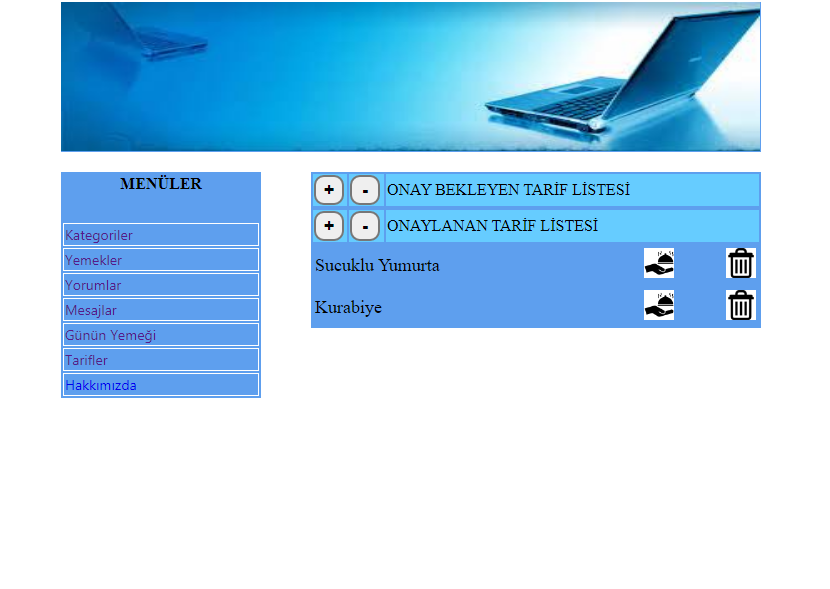 MENÜLER
Kategoriler
Yemekler
Yorumlar
Mesajlar
Günün Yemeği
Tarifler
Hakkımızda
+ - ONAY BEKLEYEN TARİF LİSTESİ
+ - ONAYLANAN TARİF LİSTESİ
Sucuklu Yumurta
Kurabiye